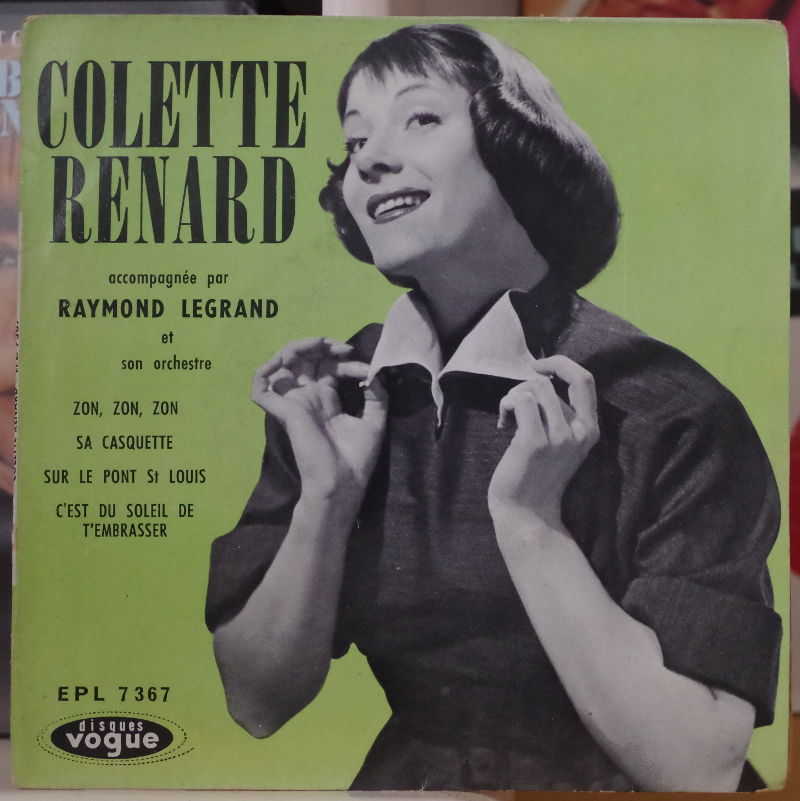 COLETTE
RENARD
accompagnée par
RAYMOND LEGRAND
et
son orchestre
ZON, ZON, ZON
SA CASQUETTE
SUR LE PONT St LOUIS
C'EST DU SOLEIL DE
T'EMBRASSER
EPL 7367
disques
vogue